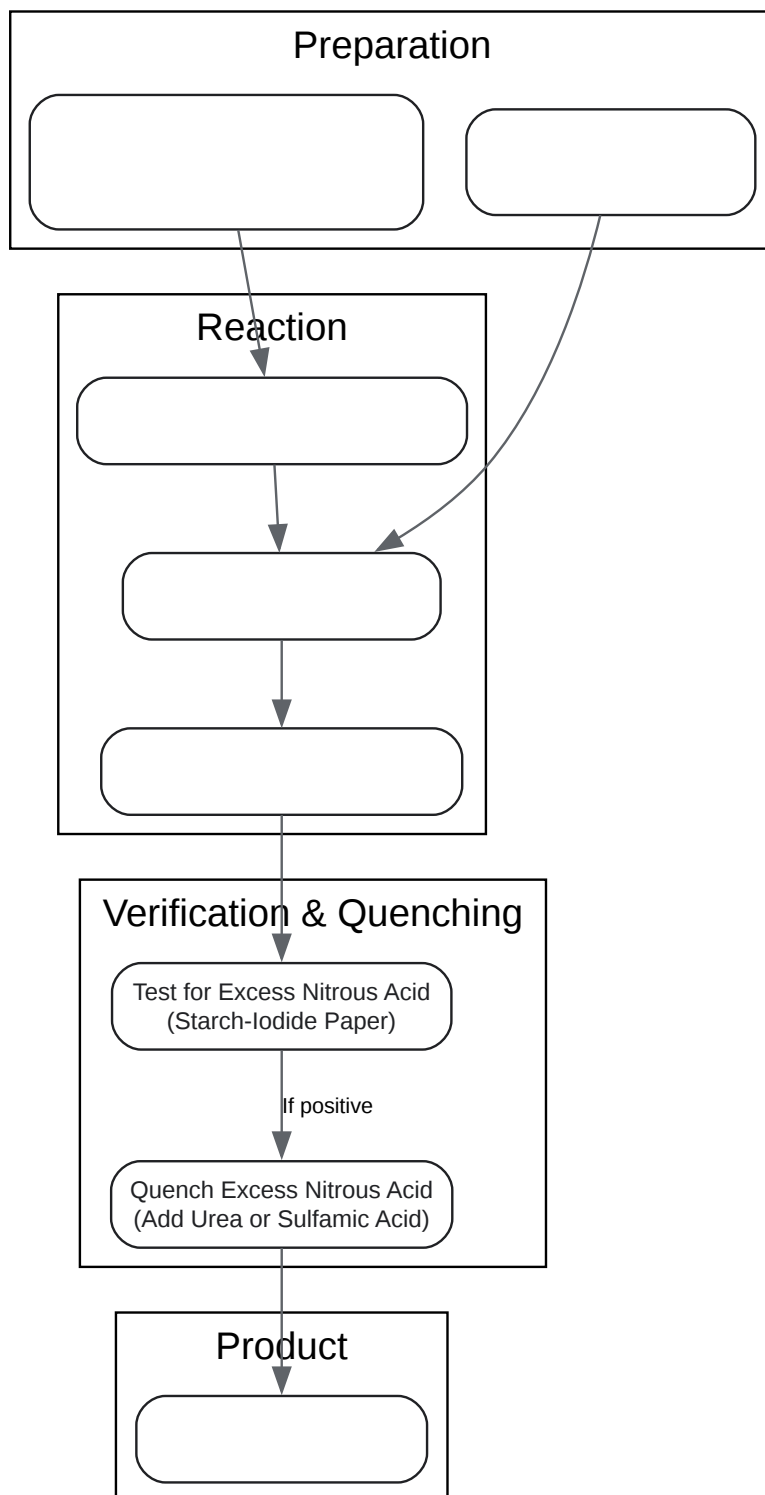 Preparation
Reaction
Verification & Quenching
Test for Excess Nitrous Acid
(Starch-Iodide Paper)
If positive
Quench Excess Nitrous Acid
(Add Urea or Sulfamic Acid)
Product